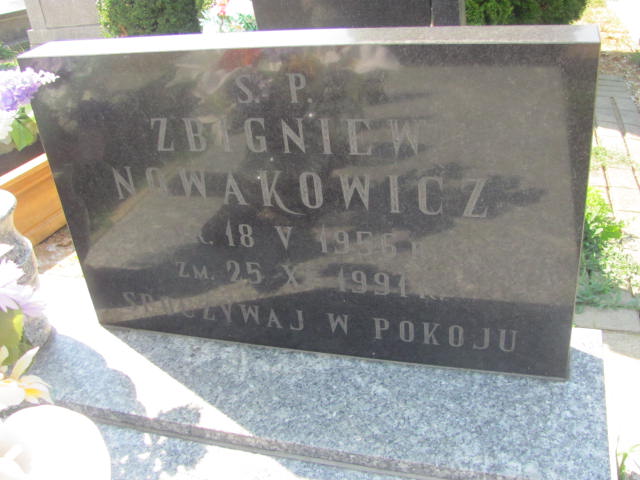 S. P.
ZBIGNIEW
NOWAKOWICZ
18 V 1956 r.
ZM. 25 X 1991 R.
SPOCZYWAJ W POKOJU